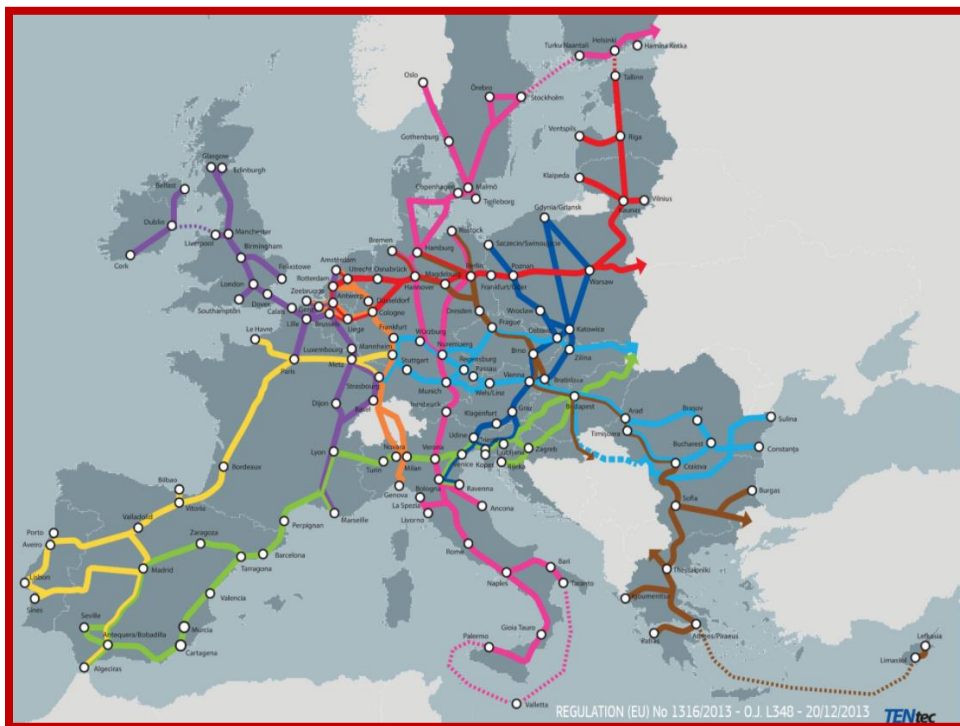 Oslo
Örebro
Stockholm
Turku Naantali
Helsinki
Hamina Kotka
Tallinn
Gothenburg
Ventspils
Riga
Klaipeda
Kaunas
Vilnius
Glasgow
Edinburgh
Belfast
Copenhagen
Malmö
Trelleborg
Gdynia/Gdansk
Dublin
Liverpool
Manchester
Cork
Birmingham
Felixstowe
London
Southampton
Dover
Calais
Rostock
Bremen
Hamburg
Szczecin/Swinoujscie
Amsterdam
Utrecht
Osnabrück
Rotterdam
Hannover
Magdeburg
Berlin
Frankfurt/Oder
Poznan
Warsaw
Zeebrugge
Antwerp
Düsseldorf
Cologne
Lille
Brussels
Liege
Dresden
Wroclaw
Katowice
Ostrava
Prague
Le Havre
Paris
Luxembourg
Metz
Mannheim
Frankfurt
Würzburg
Nuremberg
Regensburg
Passau
Stuttgart
Strasbourg
Munich
Wels/Linz
Vienna
Brno
Zilina
Bratislava
Budapest
Dijon
Basel
Innsbruck
Klagenfurt
Graz
Udine
Ljubljana
Zagreb
Arad
Timişoara
Braşov
Sulina
Bucharest
Constanţa
Craiova
Lyon
Turin
Novara
Milan
Verona
Venice
Koper
Rijeka
Genova
Bologna
Ravenna
La Spezia
Livorno
Ancona
Sofia
Burgas
Bordeaux
Bilbao
Vitoria
Marseille
Perpignan
Valladolid
Zaragoza
Barcelona
Tarragona
Porto
Aveiro
Madrid
Lisbon
Sines
Valencia
Seville
Murcia
Antequera/Bobadilla
Cartagena
Algeciras
Rome
Naples
Bari
Taranto
Gioia Tauro
Palermo
Valletta
Thessaloniki
Igoumenitsa
Patras
Athens/Piraeus
Lefkosia
Limassol
REGULATION (EU) No 1316/2013 - O.J. L348 - 20/12/2013
TENtec